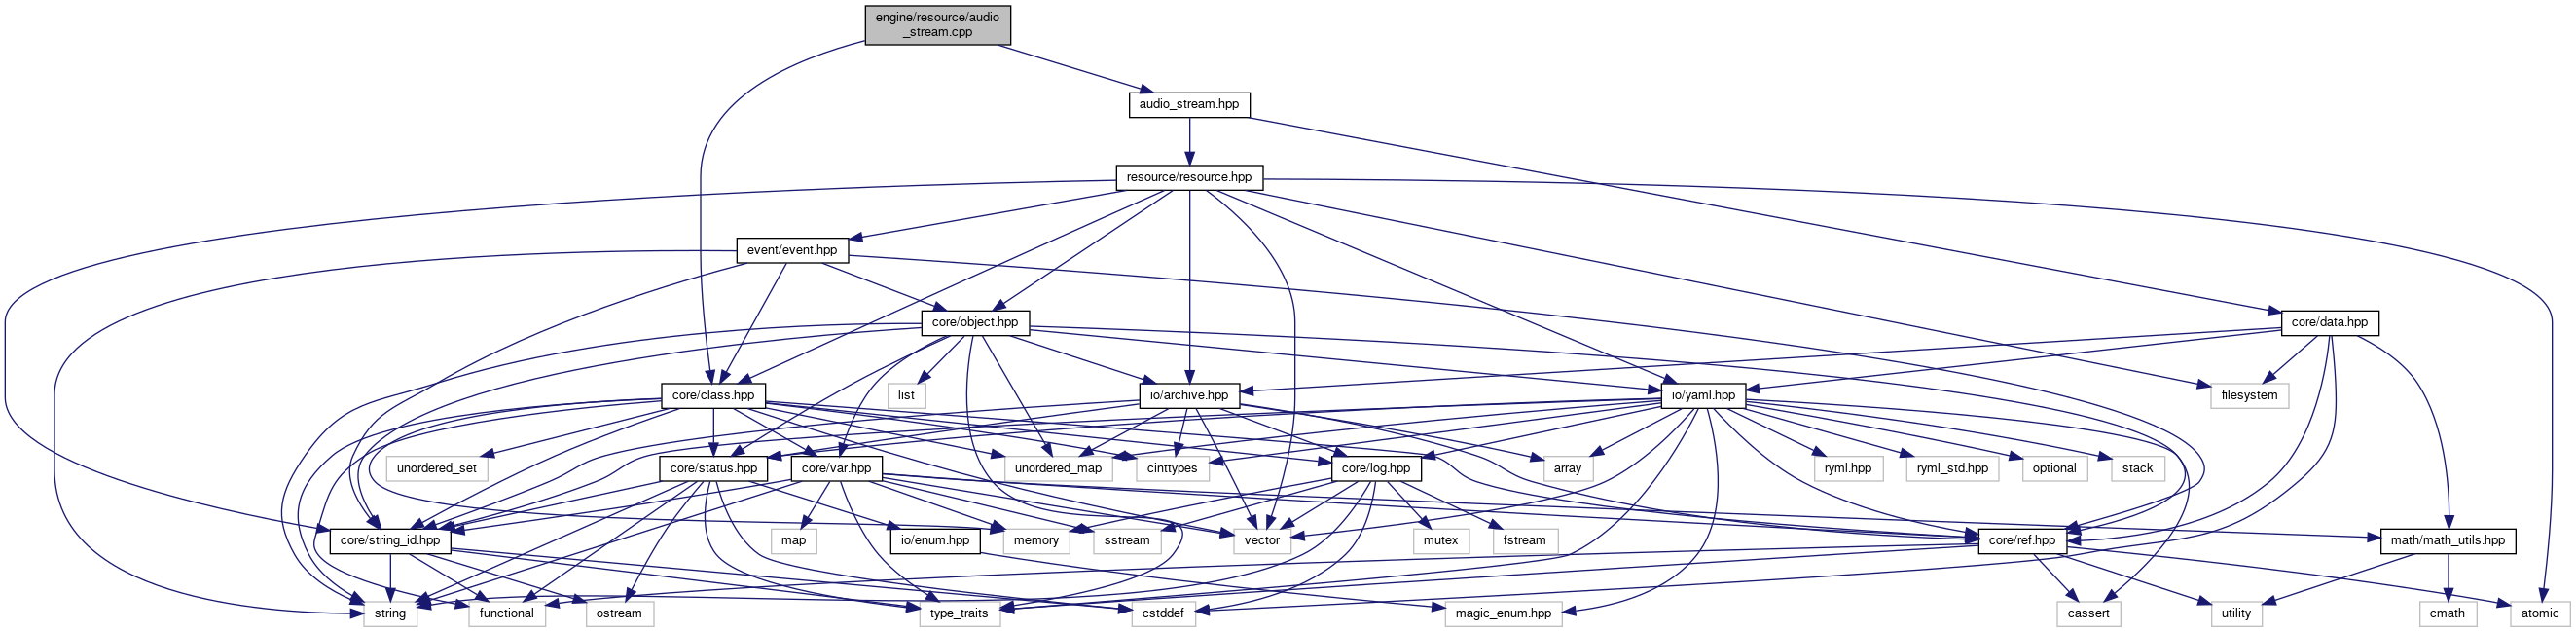 engine/resource/audio
_stream.cpp
audio_stream.hpp
resource/resource.hpp
event/event.hpp
core/object.hpp
core/data.hpp
core/class.hpp
list
io/archive.hpp
io/yaml.hpp
filesystem
unordered_set
core/status.hpp
core/var.hpp
unordered_map
cinttypes
core/log.hpp
array
ryml.hpp
ryml_std.hpp
optional
stack
core/string_id.hpp
map
io/enum.hpp
memory
sstream
vector
mutex
fstream
core/ref.hpp
math/math_utils.hpp
string
functional
ostream
type_traits
cstddef
magic_enum.hpp
cassert
utility
cmath
atomic